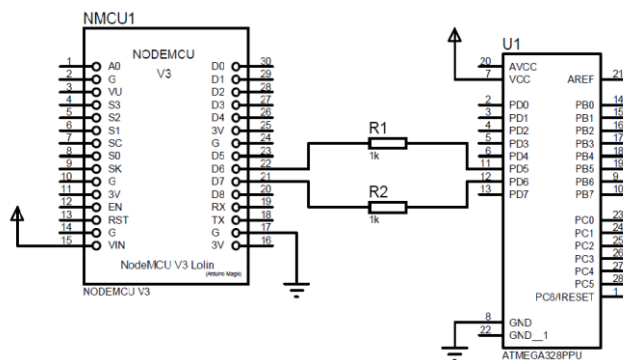 NMCU1
NODEMCU
V3
1 A0 D0 30
2 G D1 29
3 VU D2 28
4 S3 D3 27
5 S2 D4 26
6 S1 3V 25
7 SC G 24
8 S0 D5 23
9 SK D6 22
10 G D7 21
11 3V D8 20
12 EN RX 19
13 RST TX 18
14 G G 17
15 VIN 3V 16
NodeMCU V3 Lolin
(Arduino Magix)
NODEMCU V3
R1
1k
R2
1k
U1
20 AVCC
7 VCC AREF 21
2 PD0 PB0 14
3 PD1 PB1 15
4 PD2 PB2 16
5 PD3 PB3 17
6 PD4 PB4 18
11 PD5 PB5 19
12 PD6 PB6 9
13 PD7 PB7 10
PC0 23
PC1 24
PC2 25
PC3 26
PC4 27
PC5 28
PC6/RESET 1
8 GND
22 GND__1
ATMEGA328PPU